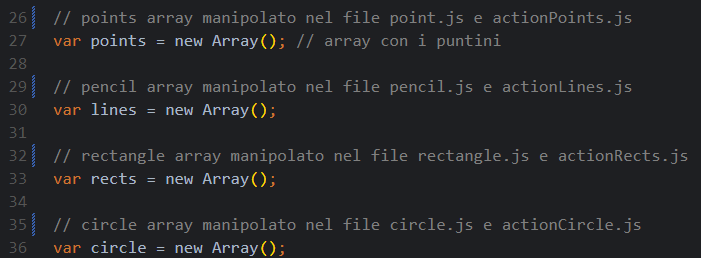 26 // points array manipolato nel file point.js e actionPoints.js
27 var points = new Array(); // array con i puntini
28
29 // pencil array manipolato nel file pencil.js e actionLines.js
30 var lines = new Array();
31
32 // rectangle array manipolato nel file rectangle.js e actionRects.js
33 var rects = new Array();
34
35 // circle array manipolato nel file circle.js e actionCircle.js
36 var circle = new Array();